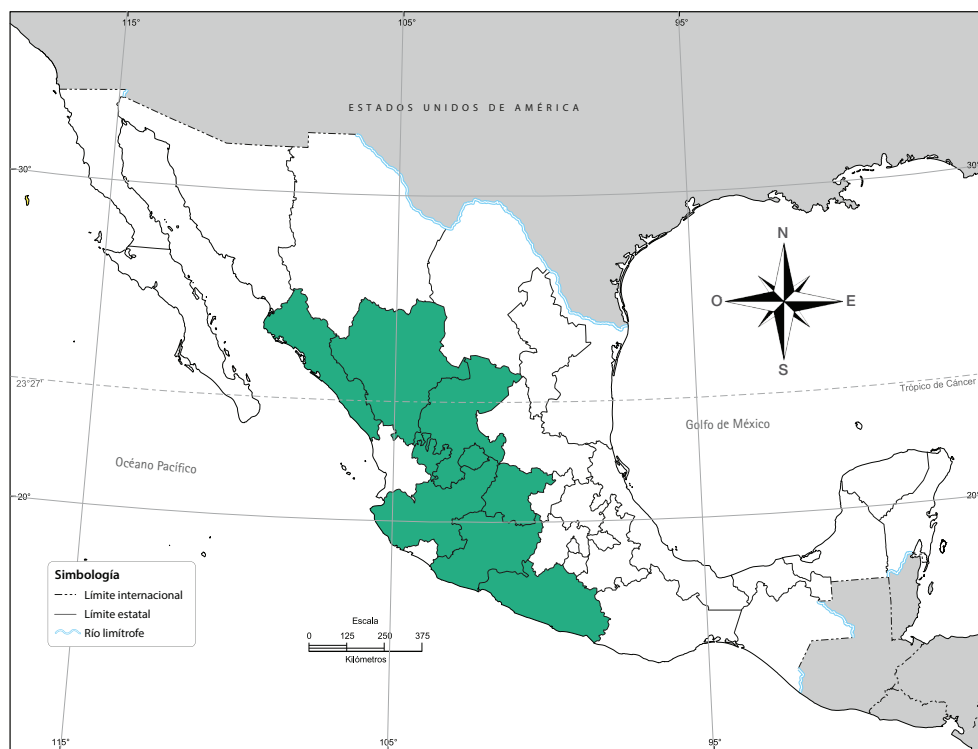 115°
105°
95°
ESTADOS UNIDOS DE AMÉRICA
30°
30°
N
O
E
S
23°27'
Trópico de Cáncer
Golfo de México
Océano Pacífico
20°
20°
Simbología
Límite internacional
Límite estatal
Río limítrofe
Escala
0 125 250 375
Kilómetros
115°
105°
95°